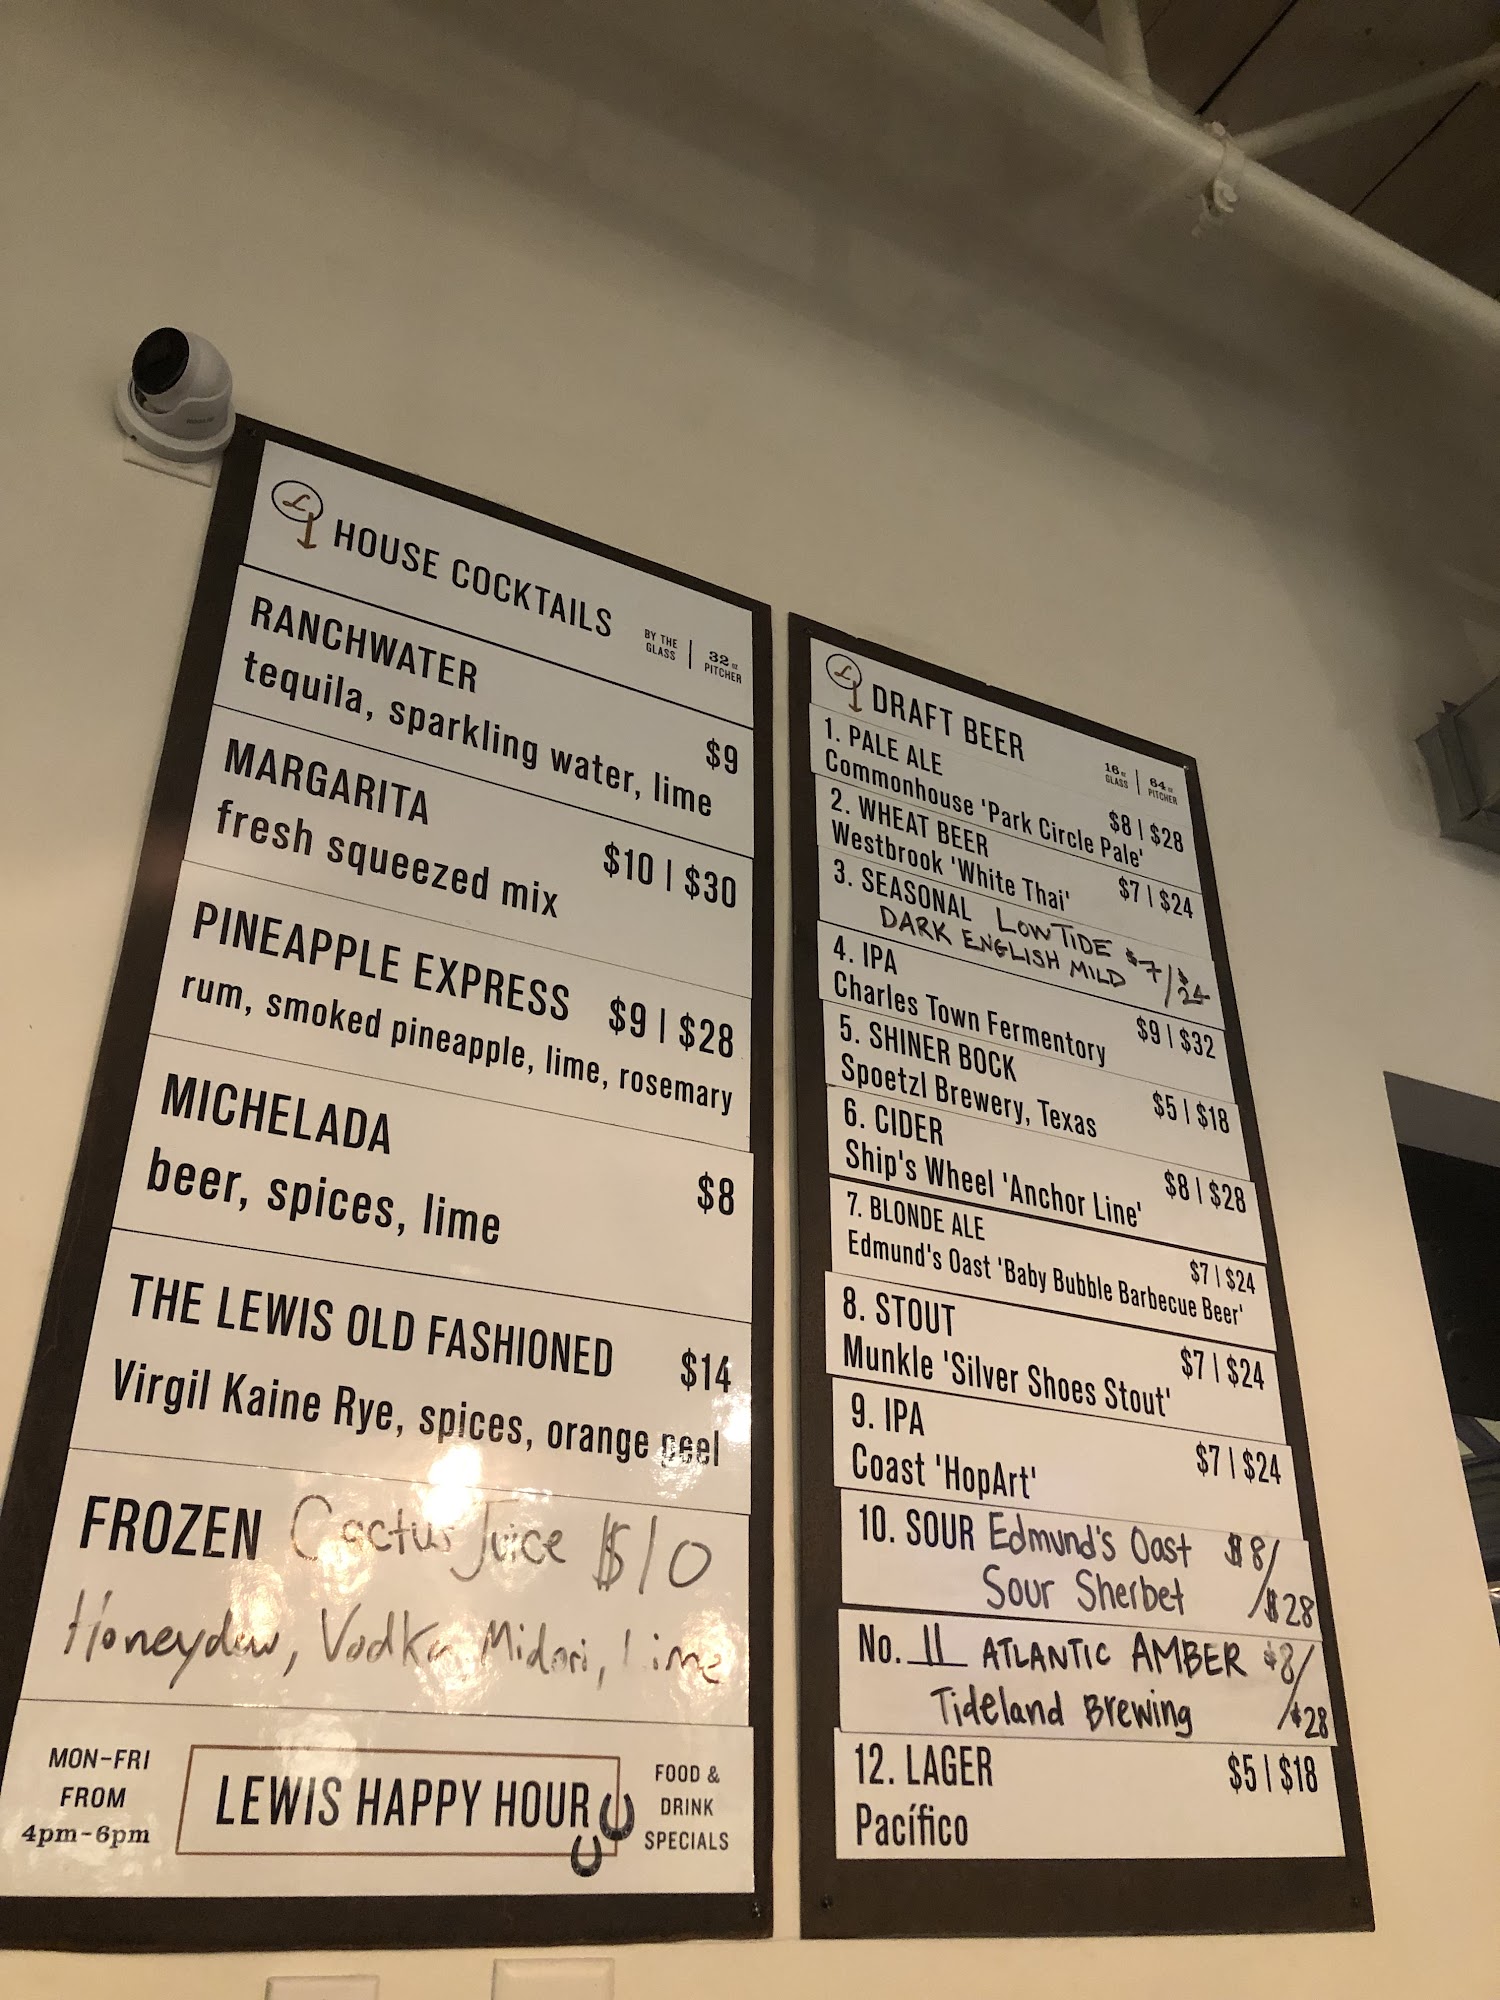 L
HOUSE COCKTAILS
BY THE GLASS | 32oz PITCHER
RANCHWATER $9
tequila, sparkling water, lime
MARGARITA $10 | $30
fresh squeezed mix
PINEAPPLE EXPRESS $9 | $28
rum, smoked pineapple, lime, rosemary
MICHELADA $8
beer, spices, lime
THE LEWIS OLD FASHIONED $14
Virgil Kaine Rye, spices, orange peel
FROZEN Cactus Juice $10
Honeydew, Vodka, Midori, Lime
MON-FRI
FROM
4pm-6pm
LEWIS HAPPY HOUR
FOOD &
DRINK
SPECIALS
L
DRAFT BEER
16oz GLASS | 64oz PITCHER
1. PALE ALE $8 | $28
Commonhouse 'Park Circle Pale'
2. WHEAT BEER $7 | $24
Westbrook 'White Thai'
3. SEASONAL LOW TIDE $7/$24
DARK ENGLISH MILD
4. IPA $9 | $32
Charles Town Fermentory
5. SHINER BOCK $5 | $18
Spoetzl Brewery, Texas
6. CIDER $8 | $28
Ship's Wheel 'Anchor Line'
7. BLONDE ALE $7 | $24
Edmund's Oast 'Baby Bubble Barbecue Beer'
8. STOUT $7 | $24
Munkle 'Silver Shoes Stout'
9. IPA $7 | $24
Coast 'HopArt'
10. SOUR Edmund's Oast $8/$28
Sour Sherbet
No. 11 ATLANTIC AMBER $8/$28
Tideland Brewing
12. LAGER $5 | $18
Pacífico